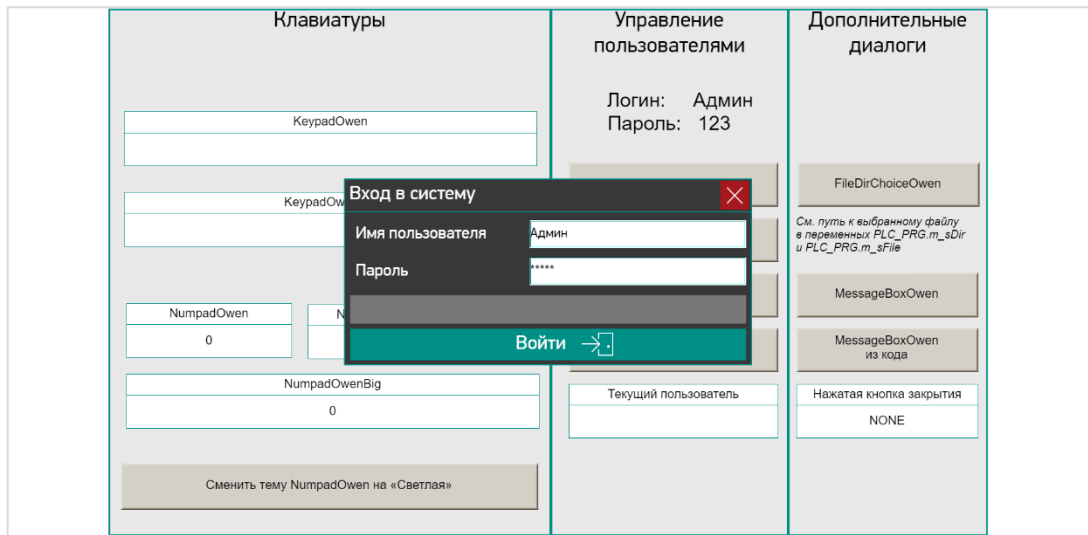 Клавиатуры
KeypadOwen
KeypadOw
NumpadOwen
0
N
NumpadOwenBig
0
Сменить тему NumpadOwen на «Светлая»
Управление
пользователями
Логин: Админ
Пароль: 123
Текущий пользователь
Дополнительные
диалоги
FileDirChoiceOwen
См. путь к выбранному файлу
в переменных PLC_PRG.m_sDir
и PLC_PRG.m_sFile
MessageBoxOwen
MessageBoxOwen
из кода
Нажатая кнопка закрытия
NONE
Вход в систему
Имя пользователя
Админ
Пароль
*****
Войти